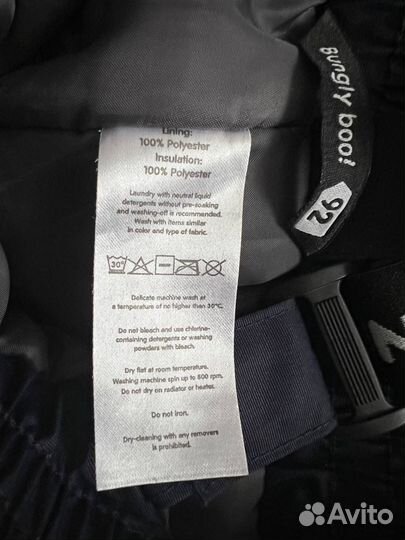 Lining:
100% Polyester
Insulation:
100% Polyester
Laundry with neutral liquid
detergents without pre-soaking
and washing-off is recommended.
Wash with items similar
in color and type of fabric.
30°
Delicate machine wash at
a temperature of no higher than 30°C.
Do not bleach and use chlorine-
containing detergents or washing
powders with bleach.
Dry flat at room temperature.
Washing machine spin up to 800 rpm.
Do not dry on radiator or heater.
Do not iron.
Dry-cleaning with any removers
is prohibited.
gungly boo!
92
Avito